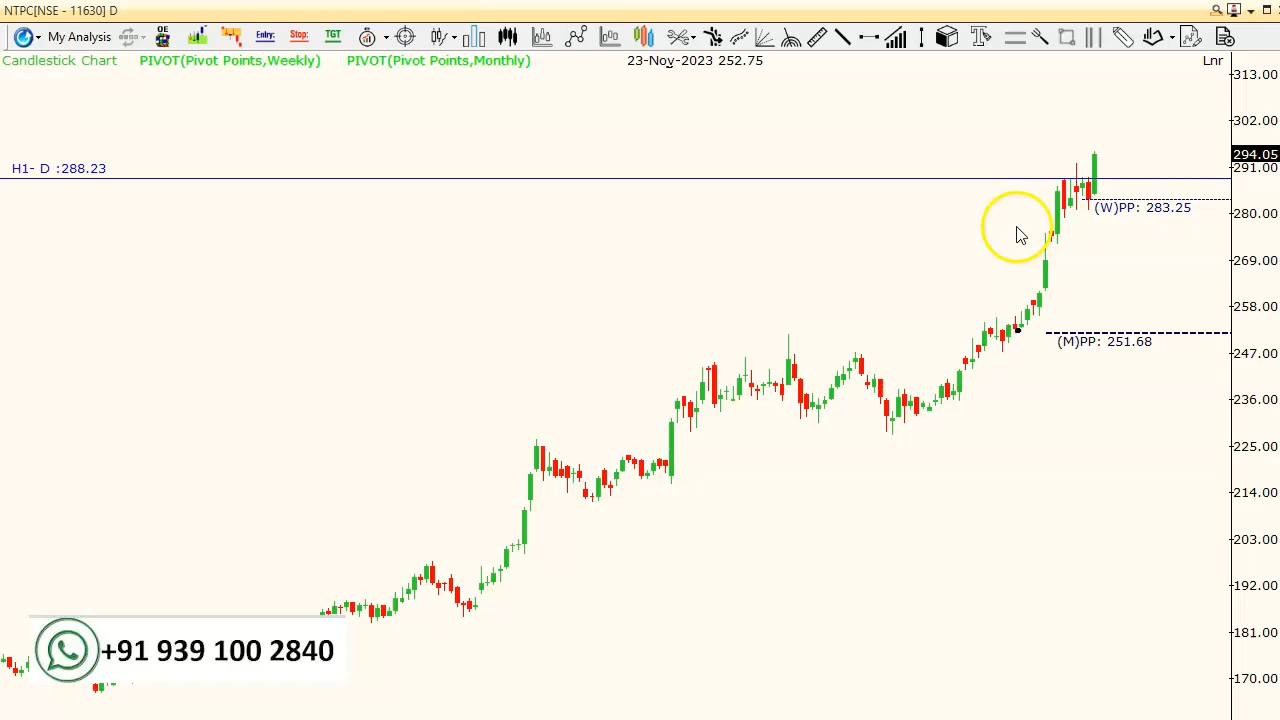 NTPC[NSE - 11630] D
My Analysis
OE
Entry:
Stop:
TGT
Candlestick Chart
PIVOT(Pivot Points,Weekly)
PIVOT(Pivot Points,Monthly)
23-Nov-2023 252.75
Lnr
313.00
302.00
294.05
291.00
H1- D :288.23
(W)PP: 283.25
280.00
269.00
258.00
(M)PP: 251.68
247.00
236.00
225.00
214.00
203.00
192.00
181.00
170.00
+91 939 100 2840